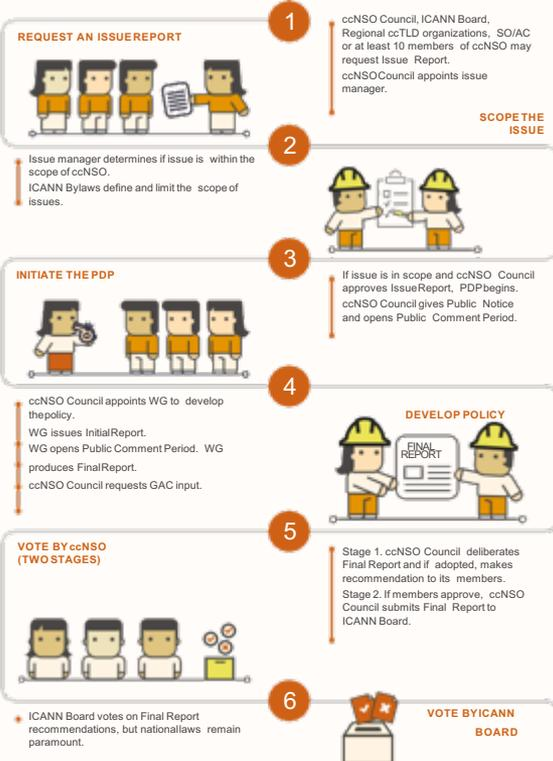 1
REQUEST AN ISSUE REPORT
ccNSO Council, ICANN Board,
Regional ccTLD organizations, SO/AC
or at least 10 members of ccNSO may
request Issue Report.
ccNSO Council appoints issue
manager.
2
SCOPE THE
ISSUE
Issue manager determines if issue is within the
scope of ccNSO.
ICANN Bylaws define and limit the scope of
issues.
3
INITIATE THE PDP
If issue is in scope and ccNSO Council
approves Issue Report, PDP begins.
ccNSO Council gives Public Notice
and opens Public Comment Period.
4
ccNSO Council appoints WG to develop
the policy.
WG issues Initial Report.
WG opens Public Comment Period. WG
produces Final Report.
ccNSO Council requests GAC input.
DEVELOP POLICY
FINAL
REPORT
5
VOTE BY ccNSO
(TWO STAGES)
Stage 1. ccNSO Council deliberates
Final Report and if adopted, makes
recommendation to its members.
Stage 2. If members approve, ccNSO
Council submits Final Report to
ICANN Board.
6
ICANN Board votes on Final Report
recommendations, but national laws remain
paramount.
VOTE BY ICANN
BOARD